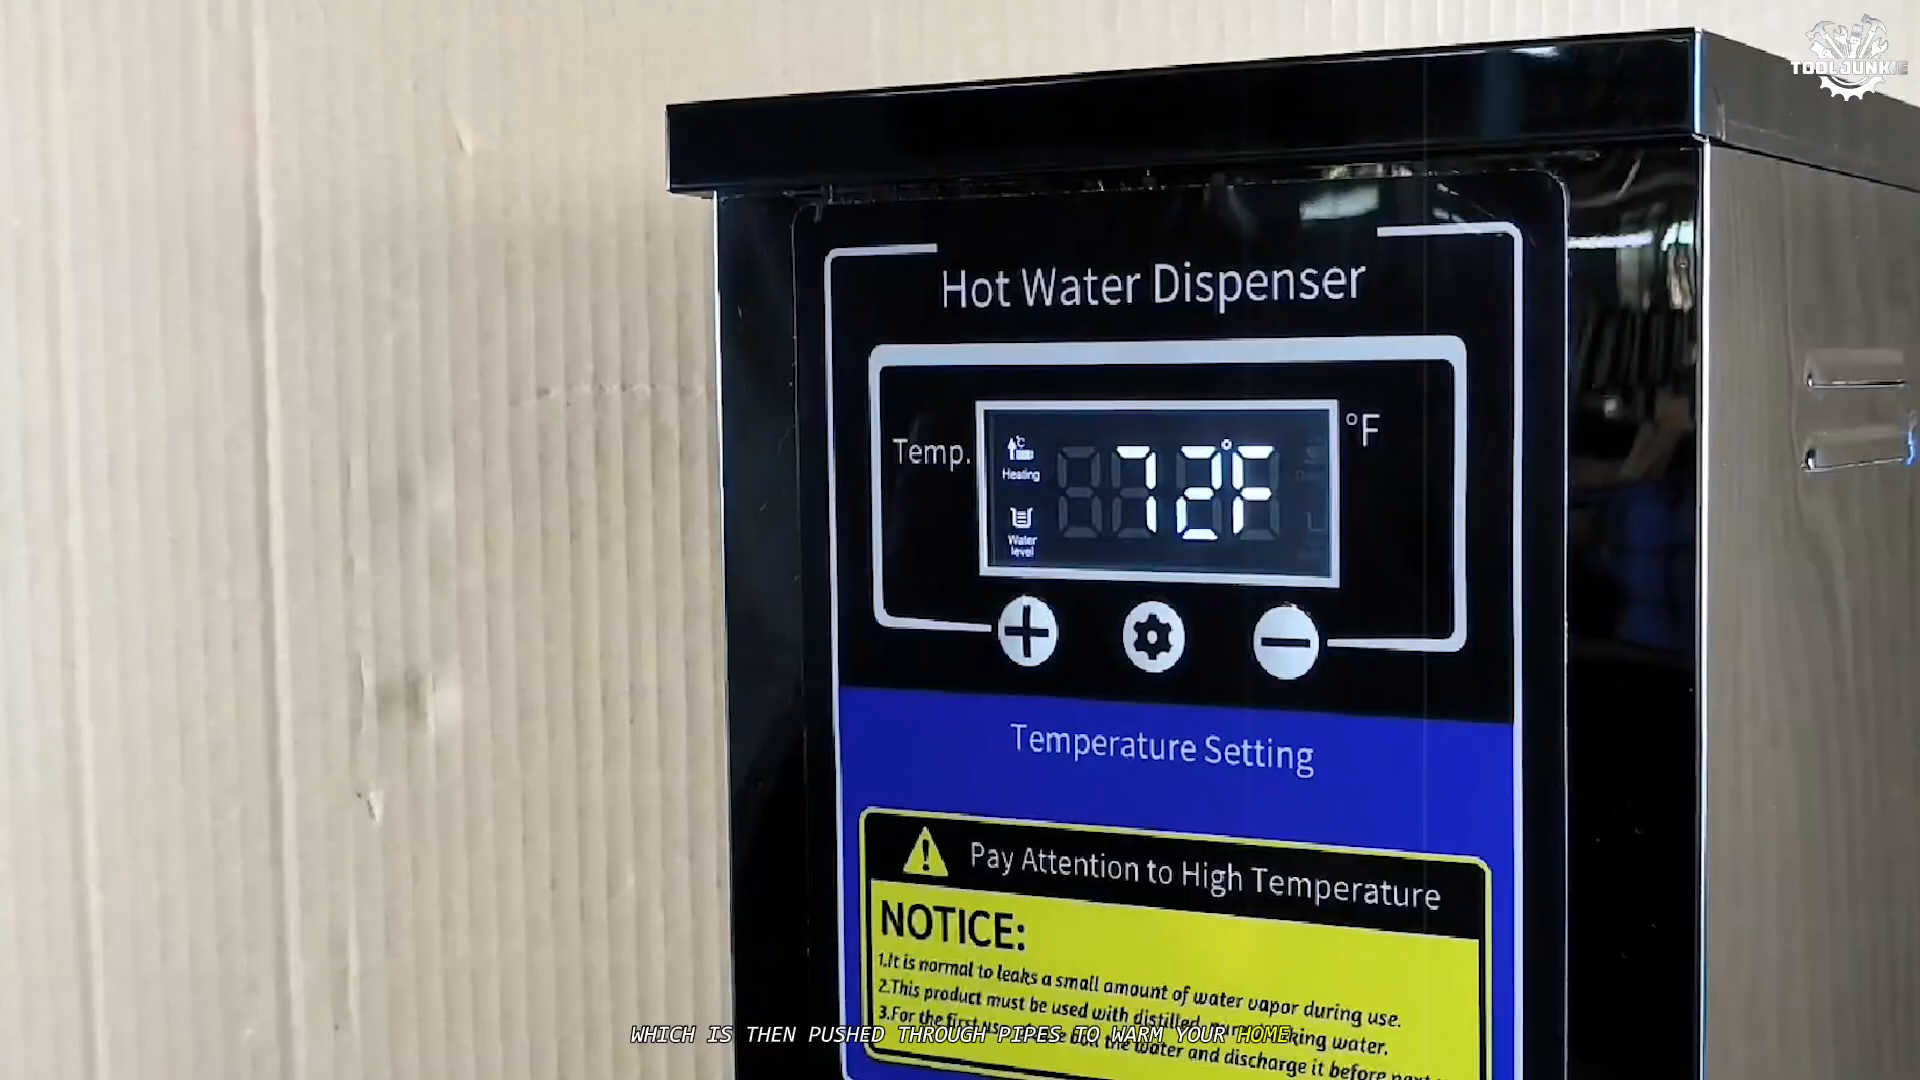 TOOL JUNKIE
Hot Water Dispenser
Temp.
°F
°C
Heating
72°F
Water
level
Temperature Setting
Pay Attention to High Temperature
NOTICE:
1.It is normal to leaks a small amount of water vapor during use.
2.This product must be used with distilled
water.
3.For the first
the water and discharge it before
WHICH IS THEN PUSHED THROUGH PIPES TO WARM YOUR HOME